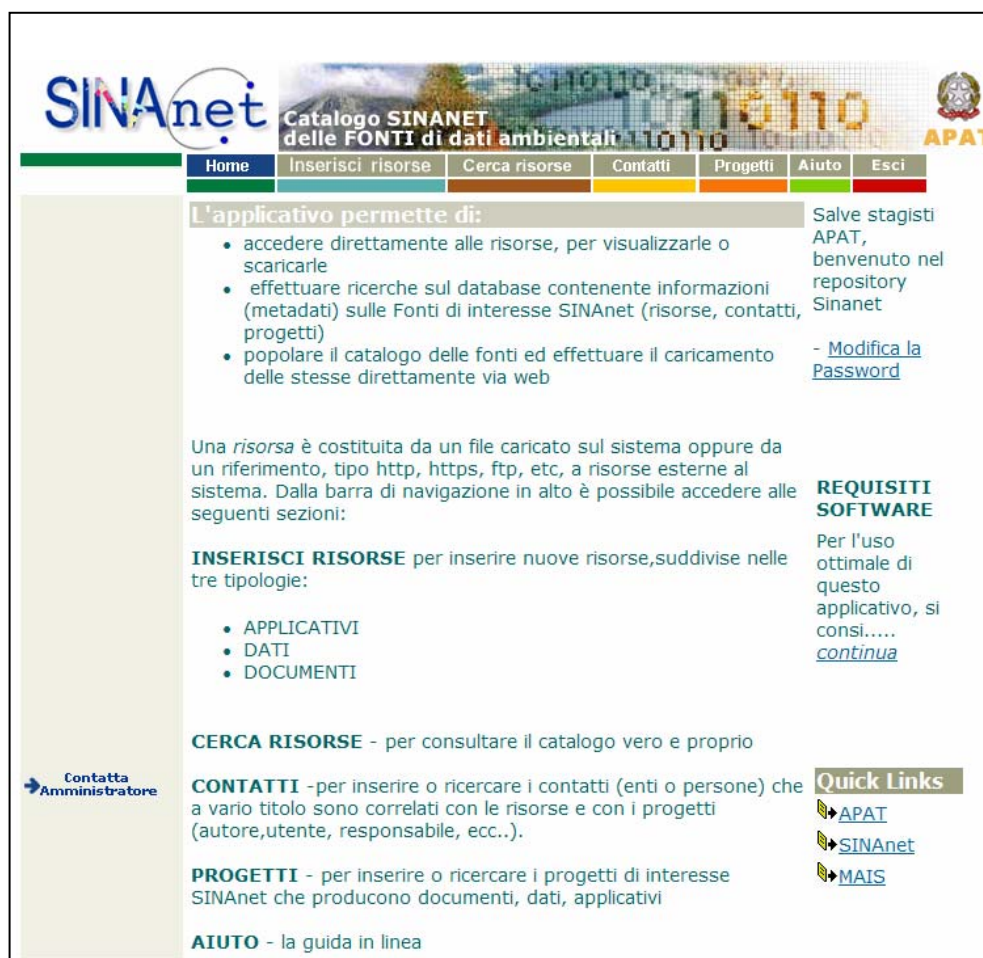 SINAnet
Catalogo SINANET
delle FONTI di dati ambientali
10110110
10110110
110110
APAT
Home Inserisci risorse Cerca risorse Contatti Progetti Aiuto Esci
L'applicativo permette di:
• accedere direttamente alle risorse, per visualizzarle o
scaricarle
• effettuare ricerche sul database contenente informazioni
(metadati) sulle Fonti di interesse SINAnet (risorse, contatti,
progetti)
• popolare il catalogo delle fonti ed effettuare il caricamento
delle stesse direttamente via web
Una risorsa è costituita da un file caricato sul sistema oppure da
un riferimento, tipo http, https, ftp, etc, a risorse esterne al
sistema. Dalla barra di navigazione in alto è possibile accedere alle
seguenti sezioni:
INSERISCI RISORSE per inserire nuove risorse,suddivise nelle
tre tipologie:
• APPLICATIVI
• DATI
• DOCUMENTI
CERCA RISORSE - per consultare il catalogo vero e proprio
CONTATTI -per inserire o ricercare i contatti (enti o persone) che
a vario titolo sono correlati con le risorse e con i progetti
(autore,utente, responsabile, ecc..).
PROGETTI - per inserire o ricercare i progetti di interesse
SINAnet che producono documenti, dati, applicativi
AIUTO - la guida in linea
Contatta
Amministratore
Salve stagisti
APAT,
benvenuto nel
repository
Sinanet
- Modifica la
Password
REQUISITI
SOFTWARE
Per l'uso
ottimale di
questo
applicativo, si
consi.....
continua
Quick Links
APAT
SINAnet
MAIS